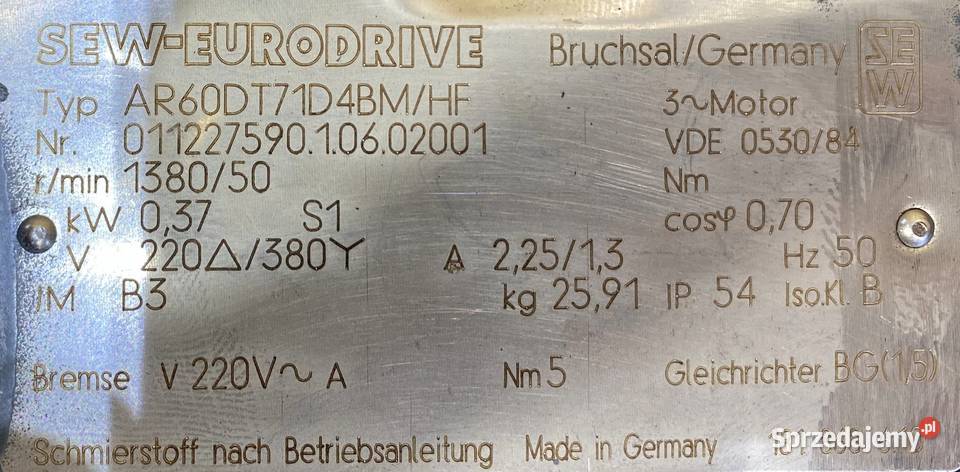 SEW-EURODRIVE Bruchsal/Germany SEW
Typ AR60DT71D4BM/HF 3~Motor
Nr. 011227590.1.06.02001 VDE 0530/84
r/min 1380/50 Nm
kW 0,37 S1 cosφ 0,70
V 220△/380Y A 2,25/1,3 Hz 50
IM B3 kg 25,91 IP 54 Iso.Kl. B
Bremse V 220V~ A Nm 5 Gleichrichter BG(1,5)
Schmierstoff nach Betriebsanleitung Made in Germany
Sprzedajemy.pl